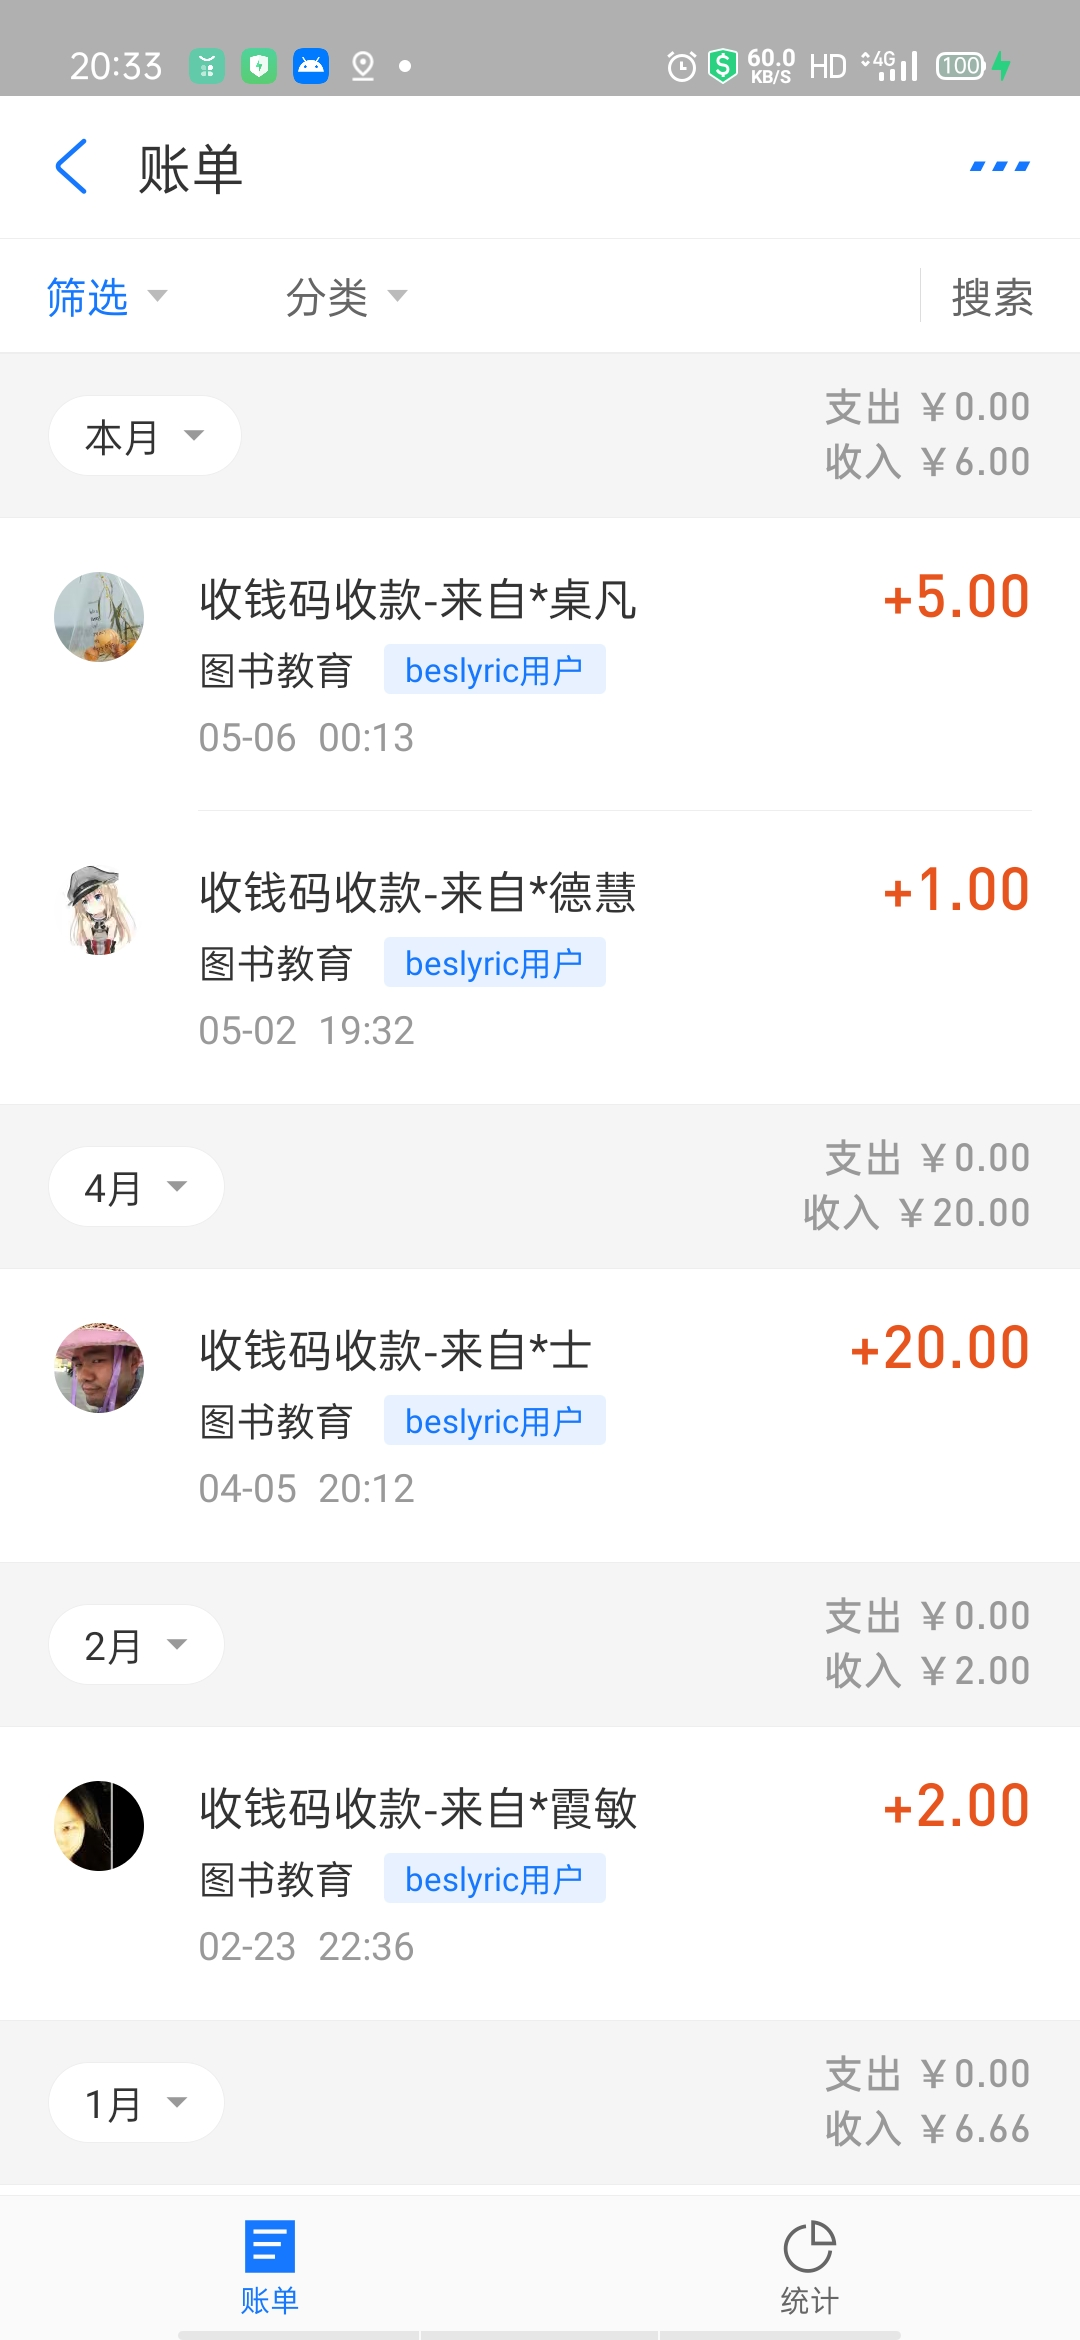 20:33 60.0 KB/S HD 4G 100
账单
筛选 分类 搜索
本月 支出 ￥0.00
收入 ￥6.00
收钱码收款-来自*桌凡 +5.00
图书教育 beslyric用户
05-06 00:13
收钱码收款-来自*德慧 +1.00
图书教育 beslyric用户
05-02 19:32
4月 支出 ￥0.00
收入 ￥20.00
收钱码收款-来自*士 +20.00
图书教育 beslyric用户
04-05 20:12
2月 支出 ￥0.00
收入 ￥2.00
收钱码收款-来自*霞敏 +2.00
图书教育 beslyric用户
02-23 22:36
1月 支出 ￥0.00
收入 ￥6.66
账单 统计